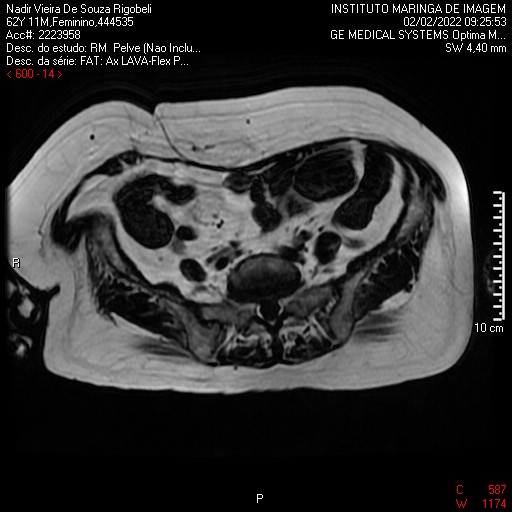 Nadir Vieira De Souza Rigobeli
62Y 11M,Feminino,444535
Acc#: 2223958
Desc. do estudo: RM Pelve (Nao Inclu...
Desc. da série: FAT: Ax LAVA-Flex P...
< 600 - 14 >
INSTITUTO MARINGA DE IMAGEM
02/02/2022 09:25:53
GE MEDICAL SYSTEMS Optima M...
SW 4,40 mm
R
10 cm
P
C 587
W 1174